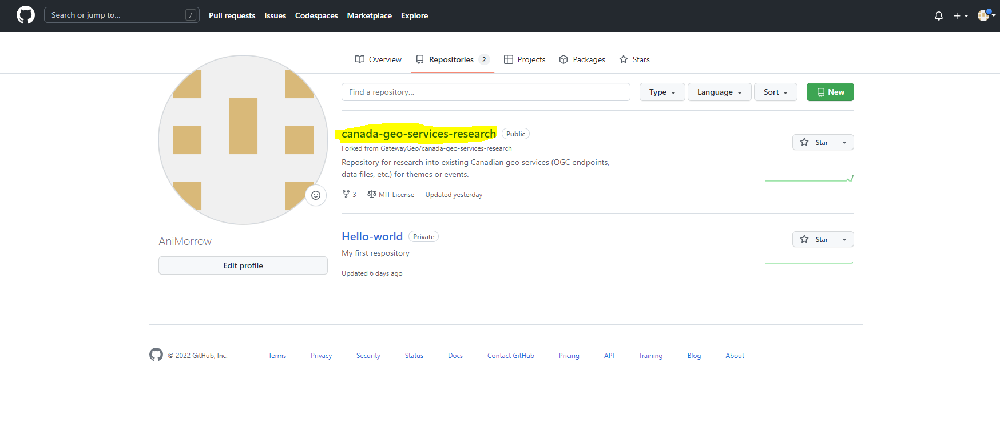 Search or jump to... /
Pull requests Issues Codespaces Marketplace Explore
Overview Repositories 2 Projects Packages Stars
Find a repository... Type Language Sort New
canada-geo-services-research Public
Forked from GatewayGeo/canada-geo-services-research
Star
Repository for research into existing Canadian geo services (OGC endpoints,
data files, etc.) for themes or events.
3 MIT License Updated yesterday
Hello-world Private
Star
My first respository
Updated 6 days ago
AniMorrow
Edit profile
© 2022 GitHub, Inc. Terms Privacy Security Status Docs Contact GitHub Pricing API Training Blog About